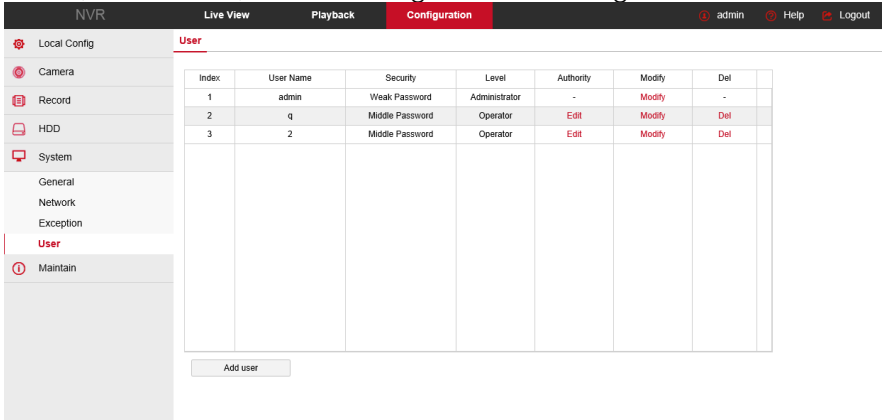 NVR Live View Playback Configuration admin Help Logout
Local Config
Camera
Record
HDD
System
General
Network
Exception
User
Maintain
User
Index User Name Security Level Authority Modify Del
1 admin Weak Password Administrator - Modify -
2 q Middle Password Operator Edit Modify Del
3 2 Middle Password Operator Edit Modify Del
Add user